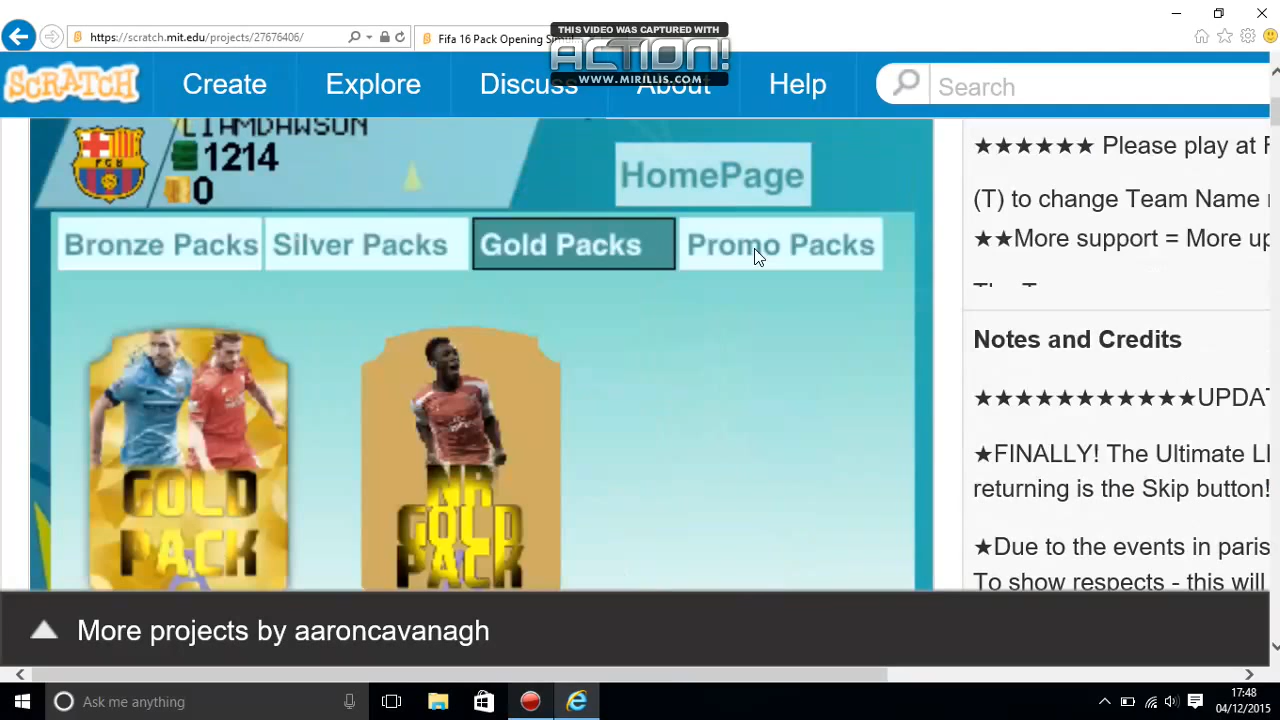 THIS VIDEO WAS CAPTURED WITH
ACTION!
WWW.MIRILLIS.COM
https://scratch.mit.edu/projects/27676406/
Fifa 16 Pack Opening
SCRATCH
Create
Explore
Discuss
About
Help
Search
LIAMDAWSON
FCB
1214
0
HomePage
Bronze Packs
Silver Packs
Gold Packs
Promo Packs
GOLD
PACK
NR
GOLD
PACK
★★★★★★ Please play at F
(T) to change Team Name
★★More support = More up
Notes and Credits
★★★★★★★★★★★UPDAT
★FINALLY! The Ultimate LI
returning is the Skip button!
★Due to the events in paris
To show respects - this will
More projects by aaroncavanagh
Ask me anything
17:48
04/12/2015